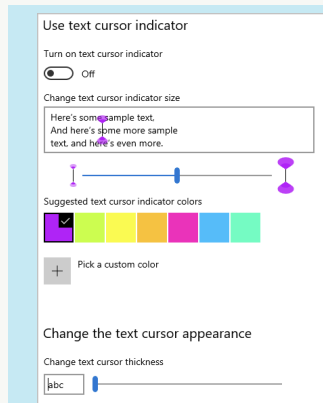 Use text cursor indicator
Turn on text cursor indicator
Off
Change text cursor indicator size
Here's some sample text,
And here's spome more sample
text, and here's even more.
Suggested text cursor indicator colors
Pick a custom color
Change the text cursor appearance
Change text cursor thickness
abc